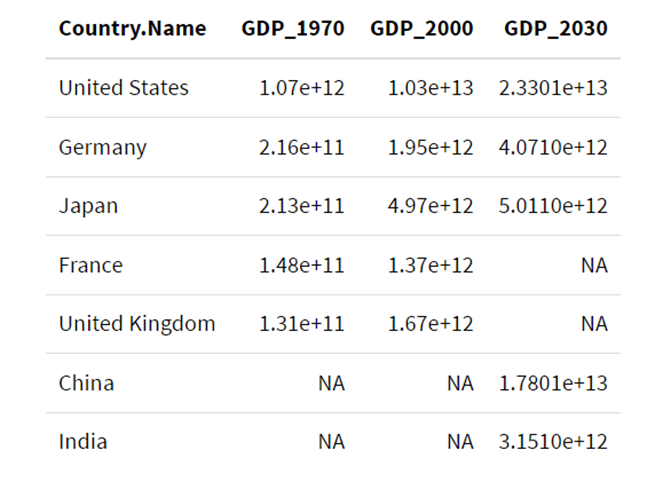 Country.Name GDP_1970 GDP_2000 GDP_2030
United States 1.07e+12 1.03e+13 2.3301e+13
Germany 2.16e+11 1.95e+12 4.0710e+12
Japan 2.13e+11 4.97e+12 5.0110e+12
France 1.48e+11 1.37e+12 NA
United Kingdom 1.31e+11 1.67e+12 NA
China NA NA 1.7801e+13
India NA NA 3.1510e+12